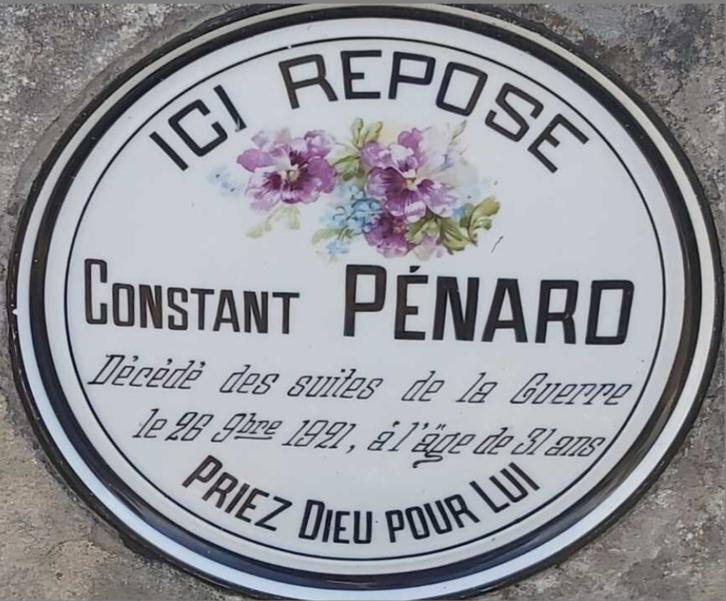 ICI REPOSE
CONSTANT PÉNARD
Décédé des suites de la Guerre
le 26 9bre 1921, à l'âge de 31 ans
PRIEZ DIEU POUR LUI